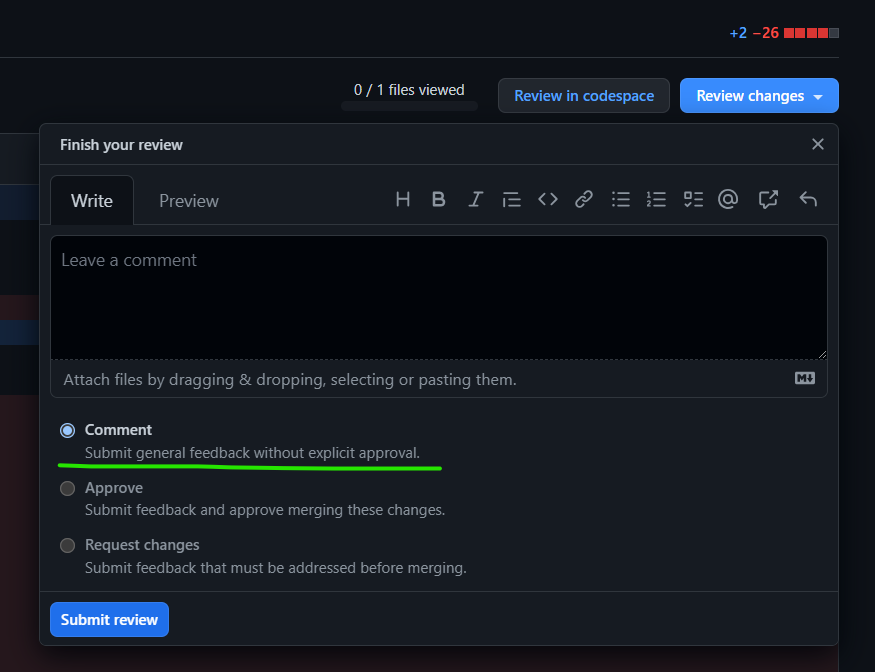 +2 −26
0 / 1 files viewed
Review in codespace
Review changes
Finish your review
Write
Preview
Leave a comment
Attach files by dragging & dropping, selecting or pasting them.
Comment
Submit general feedback without explicit approval.
Approve
Submit feedback and approve merging these changes.
Request changes
Submit feedback that must be addressed before merging.
Submit review